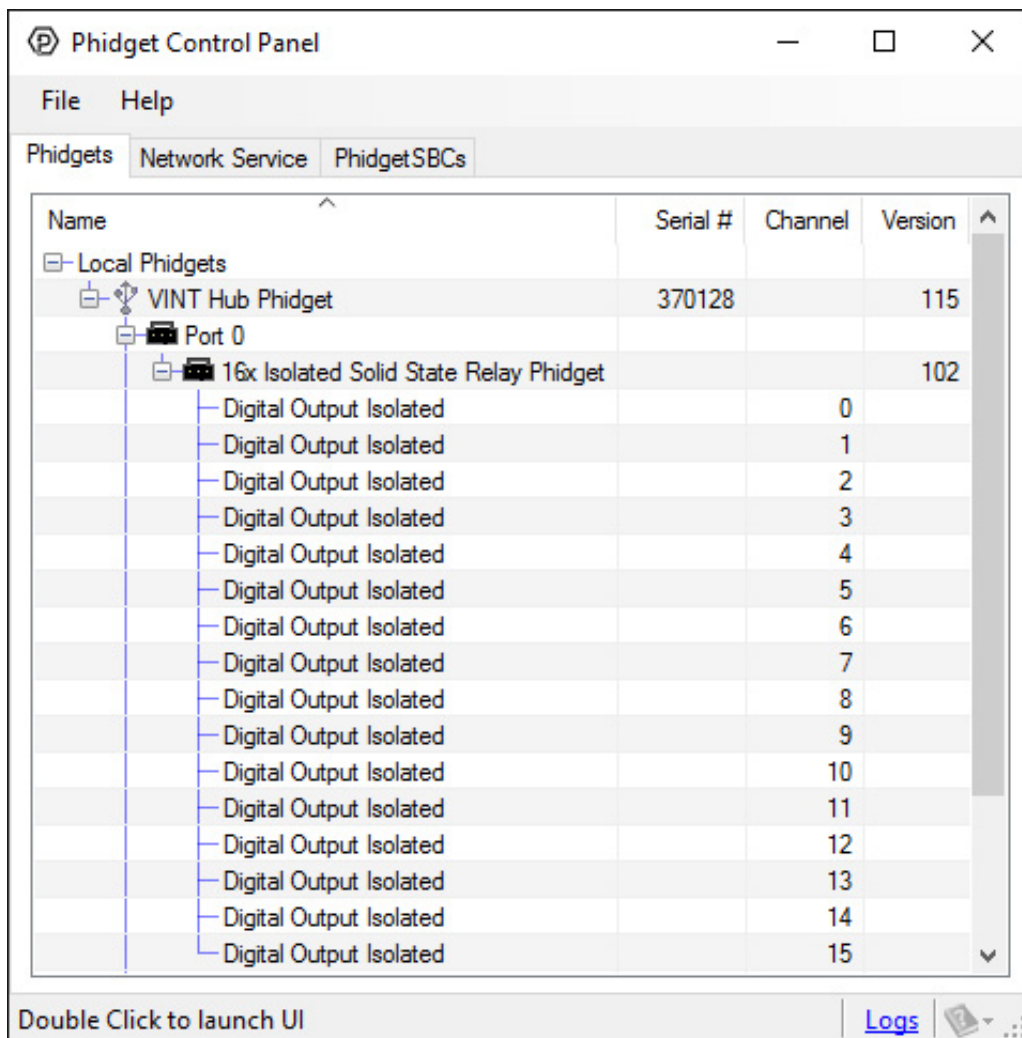 Phidget Control Panel
File Help
Phidgets Network Service PhidgetSBCs
Name Serial # Channel Version
Local Phidgets
VINT Hub Phidget 370128 115
Port 0
16x Isolated Solid State Relay Phidget 102
Digital Output Isolated 0
Digital Output Isolated 1
Digital Output Isolated 2
Digital Output Isolated 3
Digital Output Isolated 4
Digital Output Isolated 5
Digital Output Isolated 6
Digital Output Isolated 7
Digital Output Isolated 8
Digital Output Isolated 9
Digital Output Isolated 10
Digital Output Isolated 11
Digital Output Isolated 12
Digital Output Isolated 13
Digital Output Isolated 14
Digital Output Isolated 15
Double Click to launch UI Logs